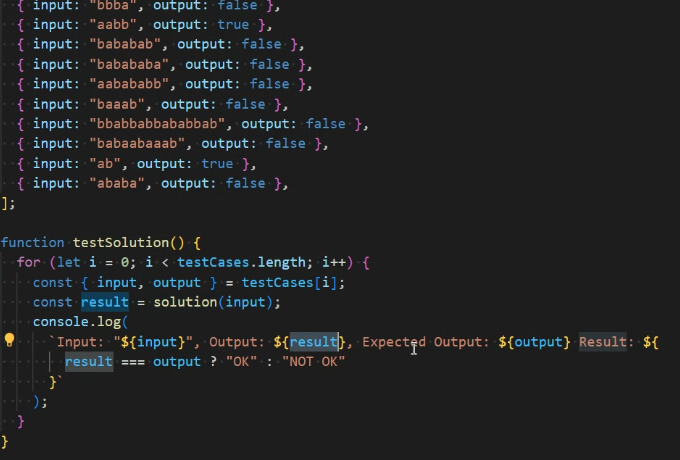 { input: "bbba", output: false },
{ input: "aabb", output: true },
{ input: "bababab", output: false },
{ input: "babababa", output: false },
{ input: "aabababb", output: false },
{ input: "baaab", output: false },
{ input: "bbabbabbababbab", output: false },
{ input: "babaabaaab", output: false },
{ input: "ab", output: true },
{ input: "ababa", output: false },
];
function testSolution() {
for (let i = 0; i < testCases.length; i++) {
const { input, output } = testCases[i];
const result = solution(input);
console.log(
`Input: "${input}", Output: ${result}, Expected Output: ${output} Result: ${
result === output ? "OK" : "NOT OK"
}`
);
}
}